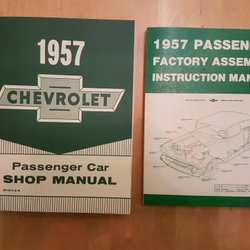 1957
CHEVROLET
Passenger Car
SHOP MANUAL
1957 PASSEN
FACTORY ASSEM
INSTRUCTION MAN